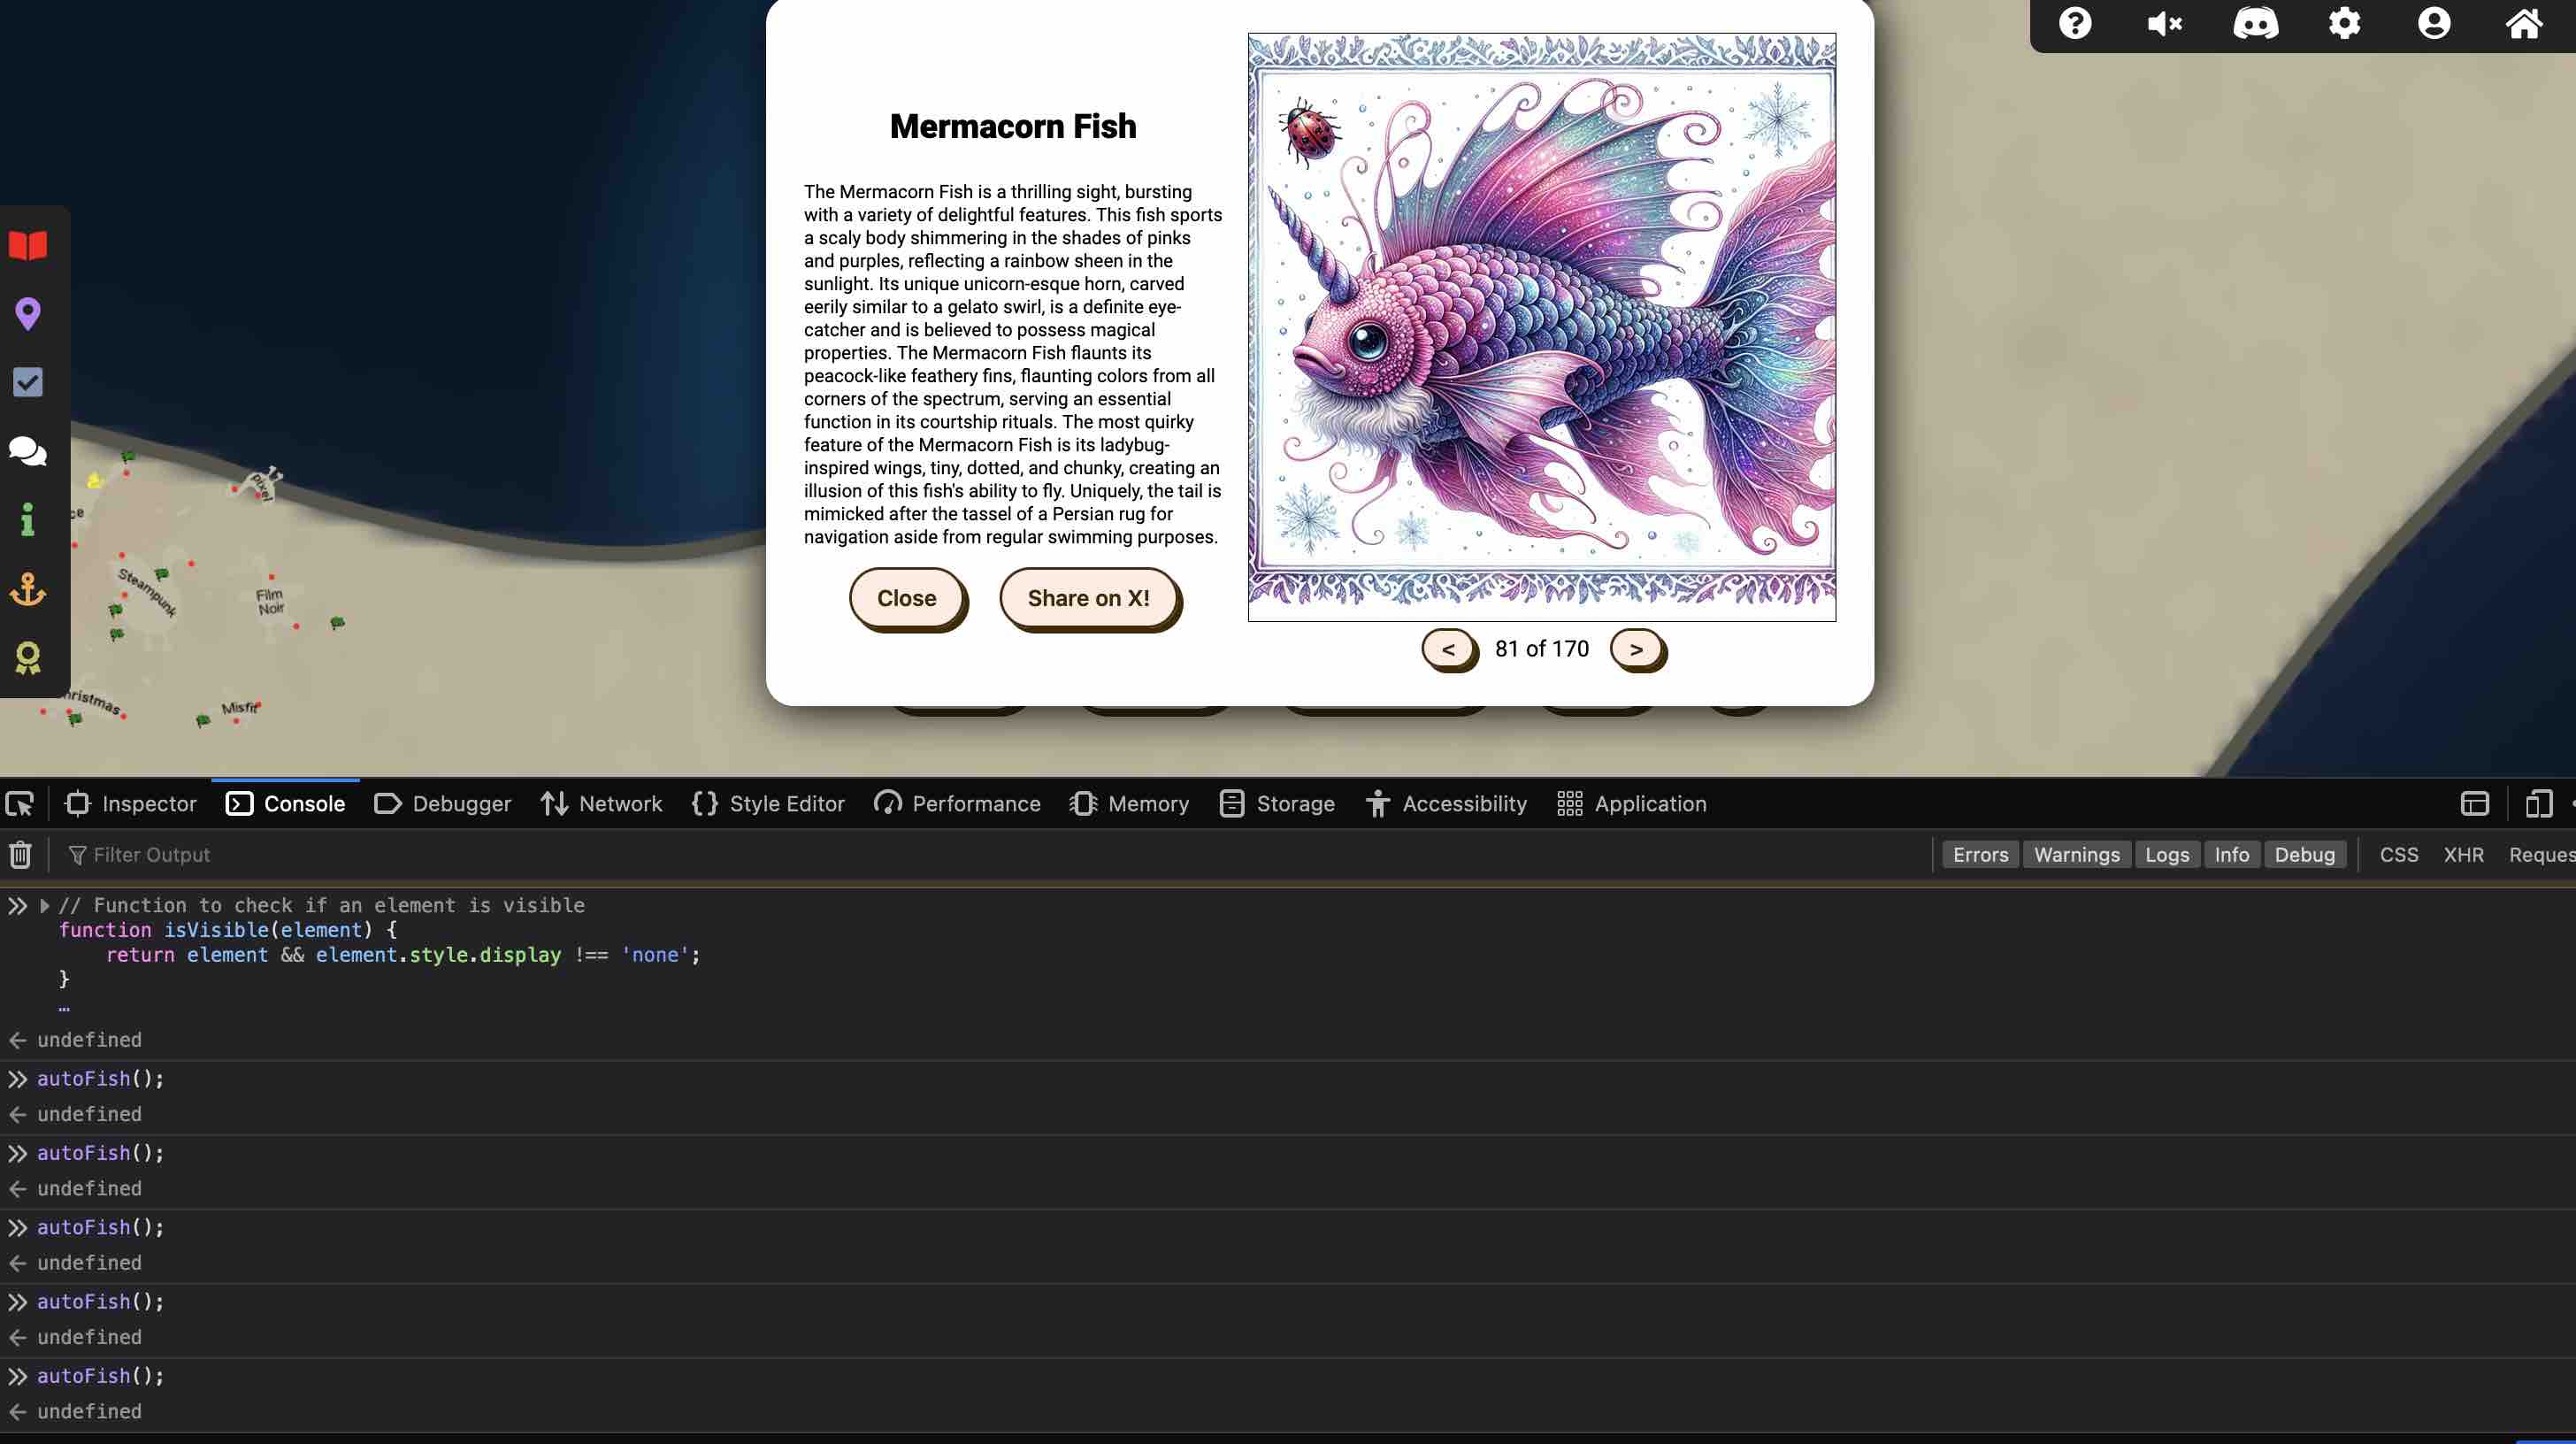 Mermacorn Fish
The Mermacorn Fish is a thrilling sight, bursting
with a variety of delightful features. This fish sports
a scaly body shimmering in the shades of pinks
and purples, reflecting a rainbow sheen in the
sunlight. Its unique unicorn-esque horn, carved
eerily similar to a gelato swirl, is a definite eye-
catcher and is believed to possess magical
properties. The Mermacorn Fish flaunts its
peacock-like feathery fins, flaunting colors from all
corners of the spectrum, serving an essential
function in its courtship rituals. The most quirky
feature of the Mermacorn Fish is its ladybug-
inspired wings, tiny, dotted, and chunky, creating an
illusion of this fish's ability to fly. Uniquely, the tail is
mimicked after the tassel of a Persian rug for
navigation aside from regular swimming purposes.
Close
Share on X!
<
81 of 170
>
pixel
ce
Steampunk
Film
Noir
hristmas
Misfit
Inspector
Console
Debugger
Network
Style Editor
Performance
Memory
Storage
Accessibility
Application
Filter Output
Errors
Warnings
Logs
Info
Debug
CSS
XHR
Reques
// Function to check if an element is visible
function isVisible(element) {
return element && element.style.display !== 'none';
}
…
undefined
autoFish();
undefined
autoFish();
undefined
autoFish();
undefined
autoFish();
undefined
autoFish();
undefined